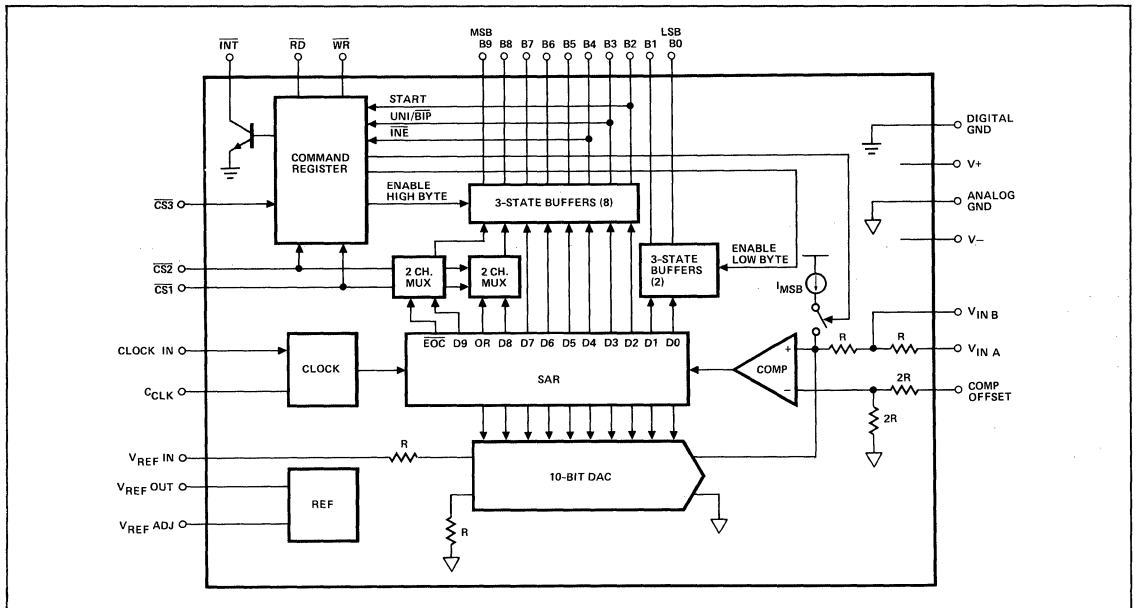 INT RD WR MSB LSB
B9 B8 B7 B6 B5 B4 B3 B2 B1 B0
START
UNI/BIP
INE
COMMAND
REGISTER
ENABLE
HIGH BYTE
3-STATE BUFFERS (8)
DIGITAL
GND
V+
ANALOG
GND
V−
CS3
CS2
CS1
2 CH.
MUX
2 CH.
MUX
3-STATE
BUFFERS
(2)
ENABLE
LOW BYTE
IMSB
VIN B
VIN A
R R
CLOCK IN
CCLK
CLOCK
EOC D9 OR D8 D7 D6 D5 D4 D3 D2 D1 D0
SAR
COMP
+
−
2R
COMP
OFFSET
2R
VREF IN
R
10-BIT DAC
VREF OUT
VREF ADJ
REF
R